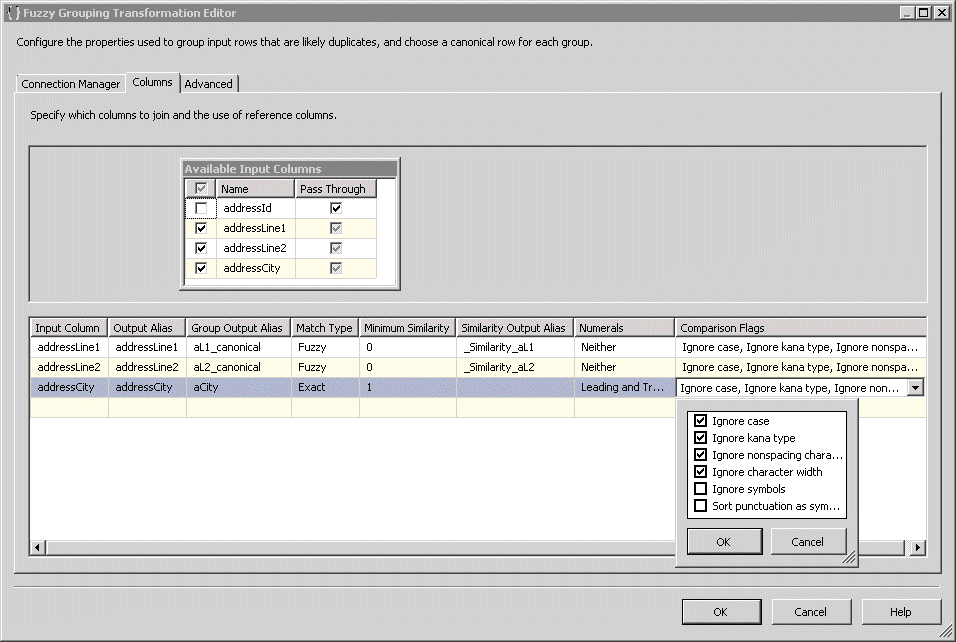 Fuzzy Grouping Transformation Editor
Configure the properties used to group input rows that are likely duplicates, and choose a canonical row for each group.
Connection Manager Columns Advanced
Specify which columns to join and the use of reference columns.
Available Input Columns
Name Pass Through
addressId
addressLine1
addressLine2
addressCity
Input Column Output Alias Group Output Alias Match Type Minimum Similarity Similarity Output Alias Numerals Comparison Flags
addressLine1 addressLine1 aL1_canonical Fuzzy 0 _Similarity_aL1 Neither Ignore case, Ignore kana type, Ignore nonspa...
addressLine2 addressLine2 aL2_canonical Fuzzy 0 _Similarity_aL2 Neither Ignore case, Ignore kana type, Ignore nonspa...
addressCity addressCity aCity Exact 1 Leading and Tr... Ignore case, Ignore kana type, Ignore non...
Ignore case
Ignore kana type
Ignore nonspacing chara...
Ignore character width
Ignore symbols
Sort punctuation as sym...
OK Cancel
OK Cancel Help